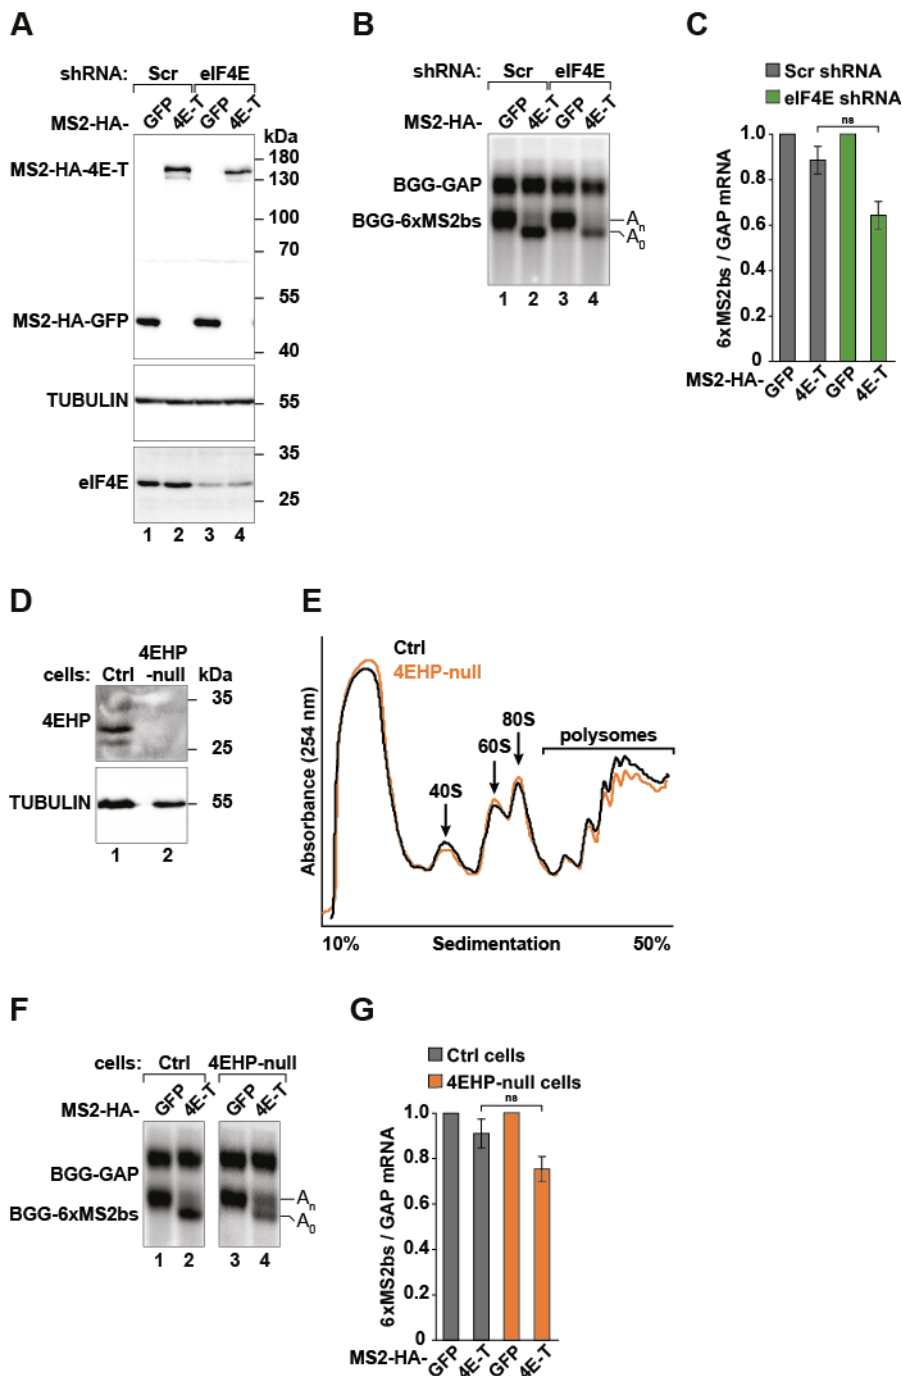 A
shRNA: Scr eIF4E
MS2-HA- GFP 4E-T GFP 4E-T
kDa
MS2-HA-4E-T 180
130
100
70
55
MS2-HA-GFP
40
TUBULIN 55
35
eIF4E
25
1 2 3 4
B
shRNA: Scr eIF4E
MS2-HA- GFP 4E-T GFP 4E-T
BGG-GAP
BGG-6xMS2bs An
A0
1 2 3 4
C
Scr shRNA
eIF4E shRNA
ns
1.0
0.8
0.6
0.4
0.2
0
6xMS2bs / GAP mRNA
MS2-HA- GFP 4E-T GFP 4E-T
D
4EHP
cells: Ctrl -null kDa
35
4EHP
25
TUBULIN 55
1 2
E
Ctrl
4EHP-null
80S
60S polysomes
40S
Absorbance (254 nm)
10% Sedimentation 50%
F
cells: Ctrl 4EHP-null
MS2-HA- GFP 4E-T GFP 4E-T
BGG-GAP
An
BGG-6xMS2bs
A0
1 2 3 4
G
Ctrl cells
4EHP-null cells
ns
1.0
0.8
0.6
0.4
0.2
0
6xMS2bs / GAP mRNA
MS2-HA- GFP 4E-T GFP 4E-T